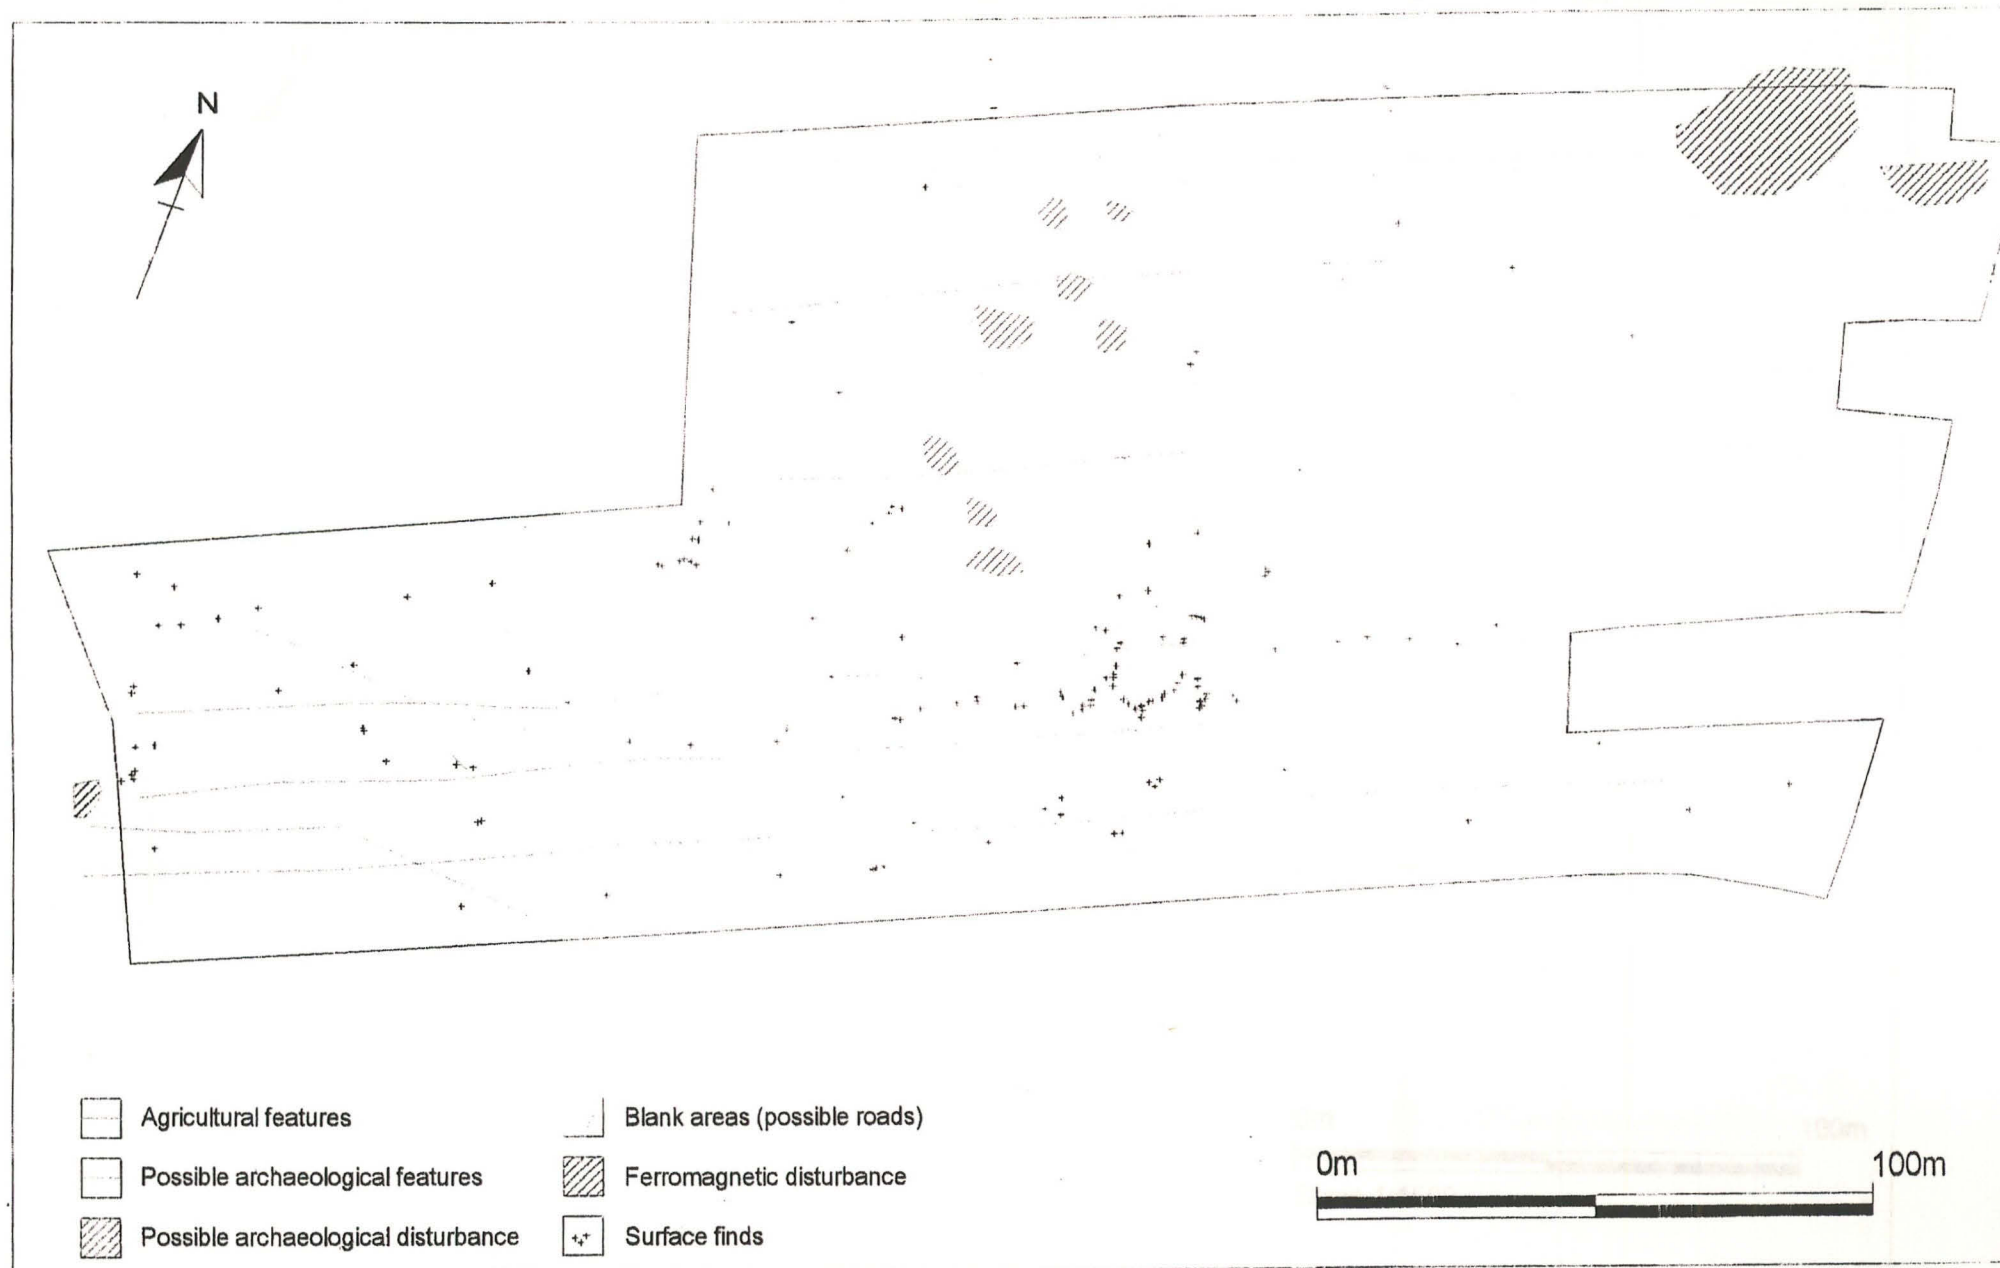 N
Agricultural features
Possible archaeological features
Possible archaeological disturbance
Blank areas (possible roads)
Ferromagnetic disturbance
Surface finds
0m
100m